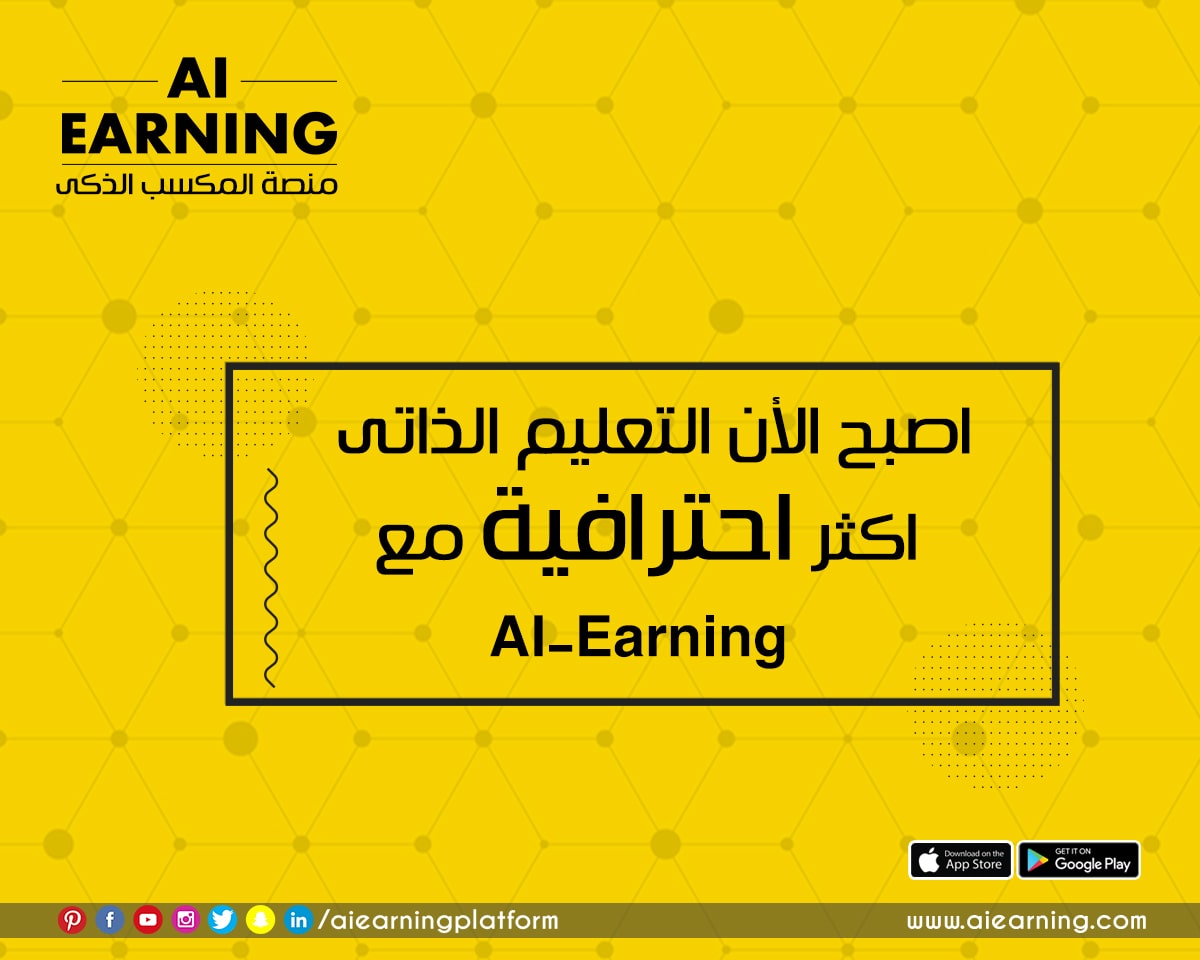 AI
EARNING
منصة المكسب الذكى
اصبح الأن التعليم الذاتى
اكثر احترافية مع
AI-Earning
Download on the
App Store
GET IT ON
Google Play
/aiearningplatform
www.aiearning.com